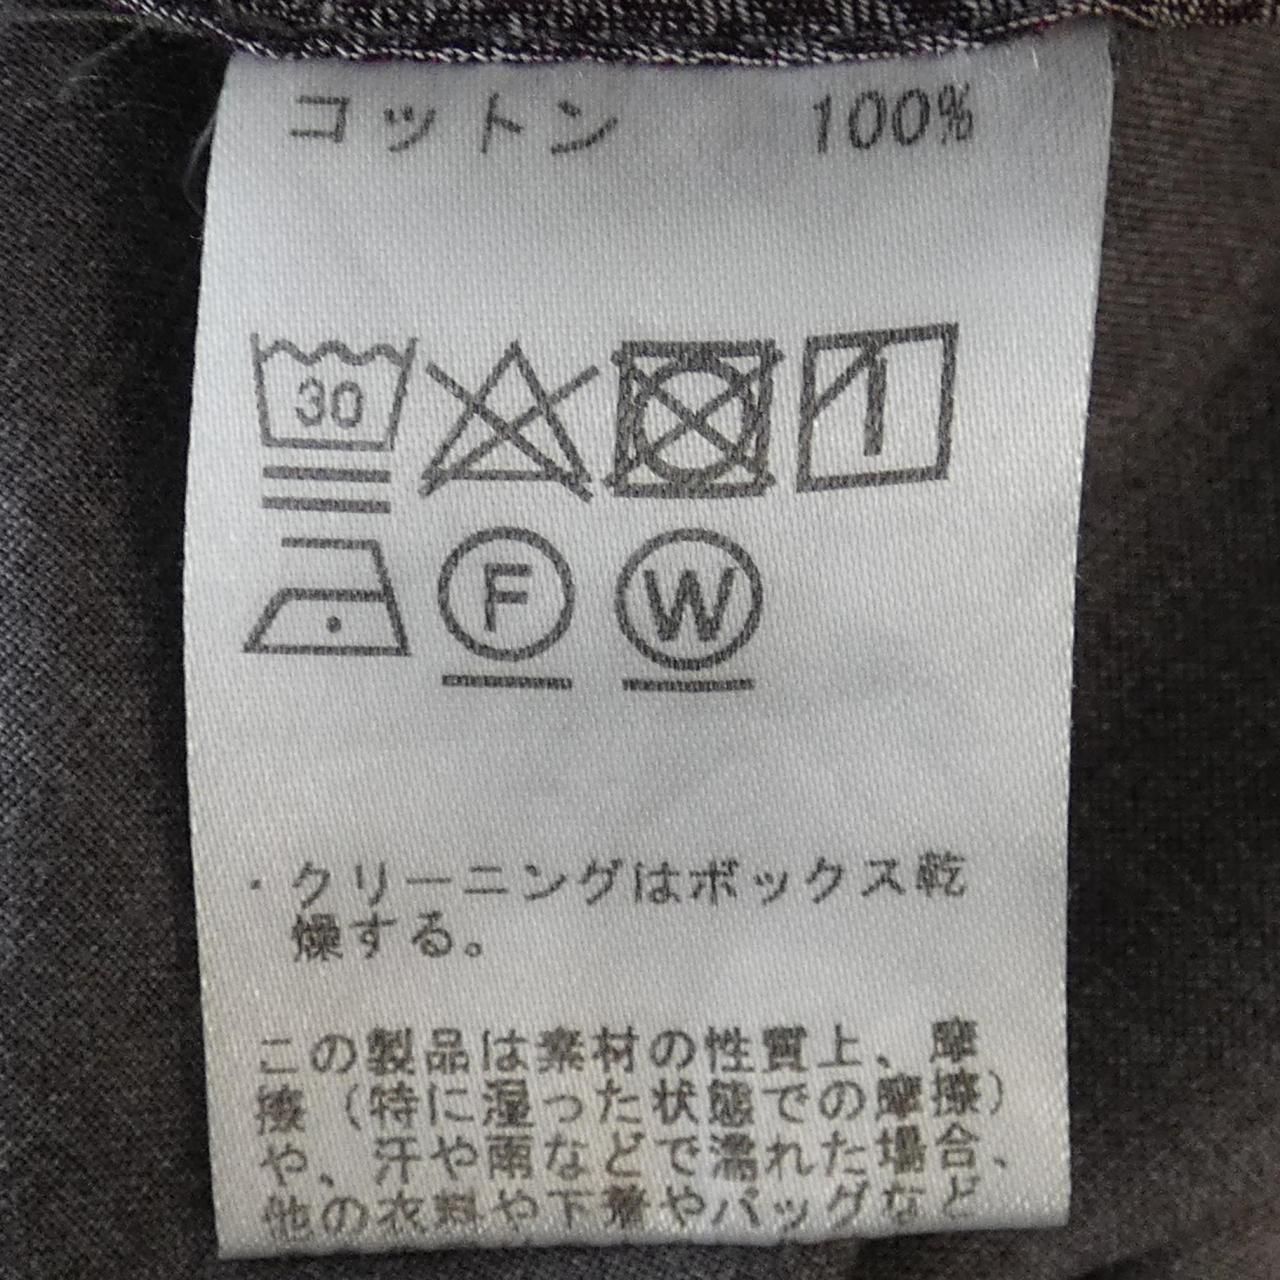 コットン 100%
30
F W
・クリーニングはボックス乾
燥する。
この製品は素材の性質上、摩
擦（特に湿った状態での摩擦）
や、汗や雨などで濡れた場合、
他の衣料や下着やバッグなど